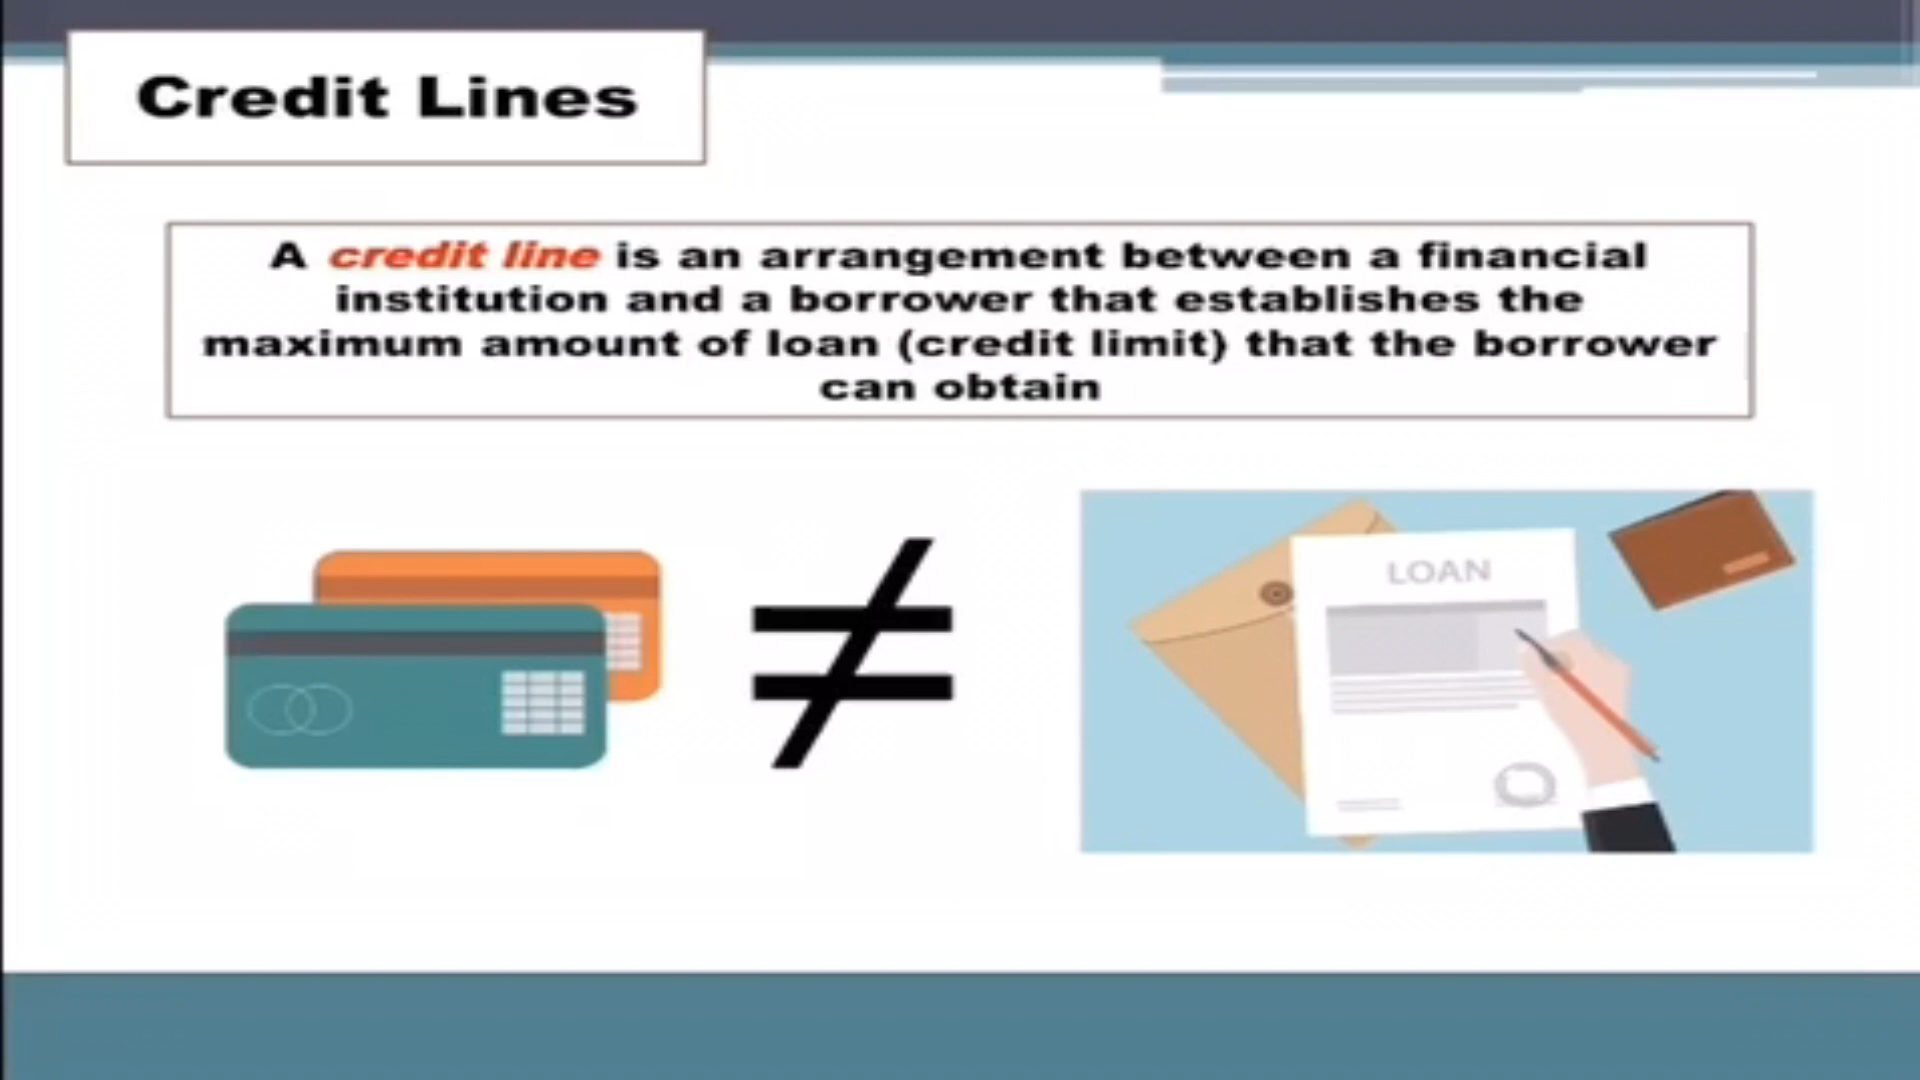 Credit Lines
A credit line is an arrangement between a financial
institution and a borrower that establishes the
maximum amount of loan (credit limit) that the borrower
can obtain
LOAN